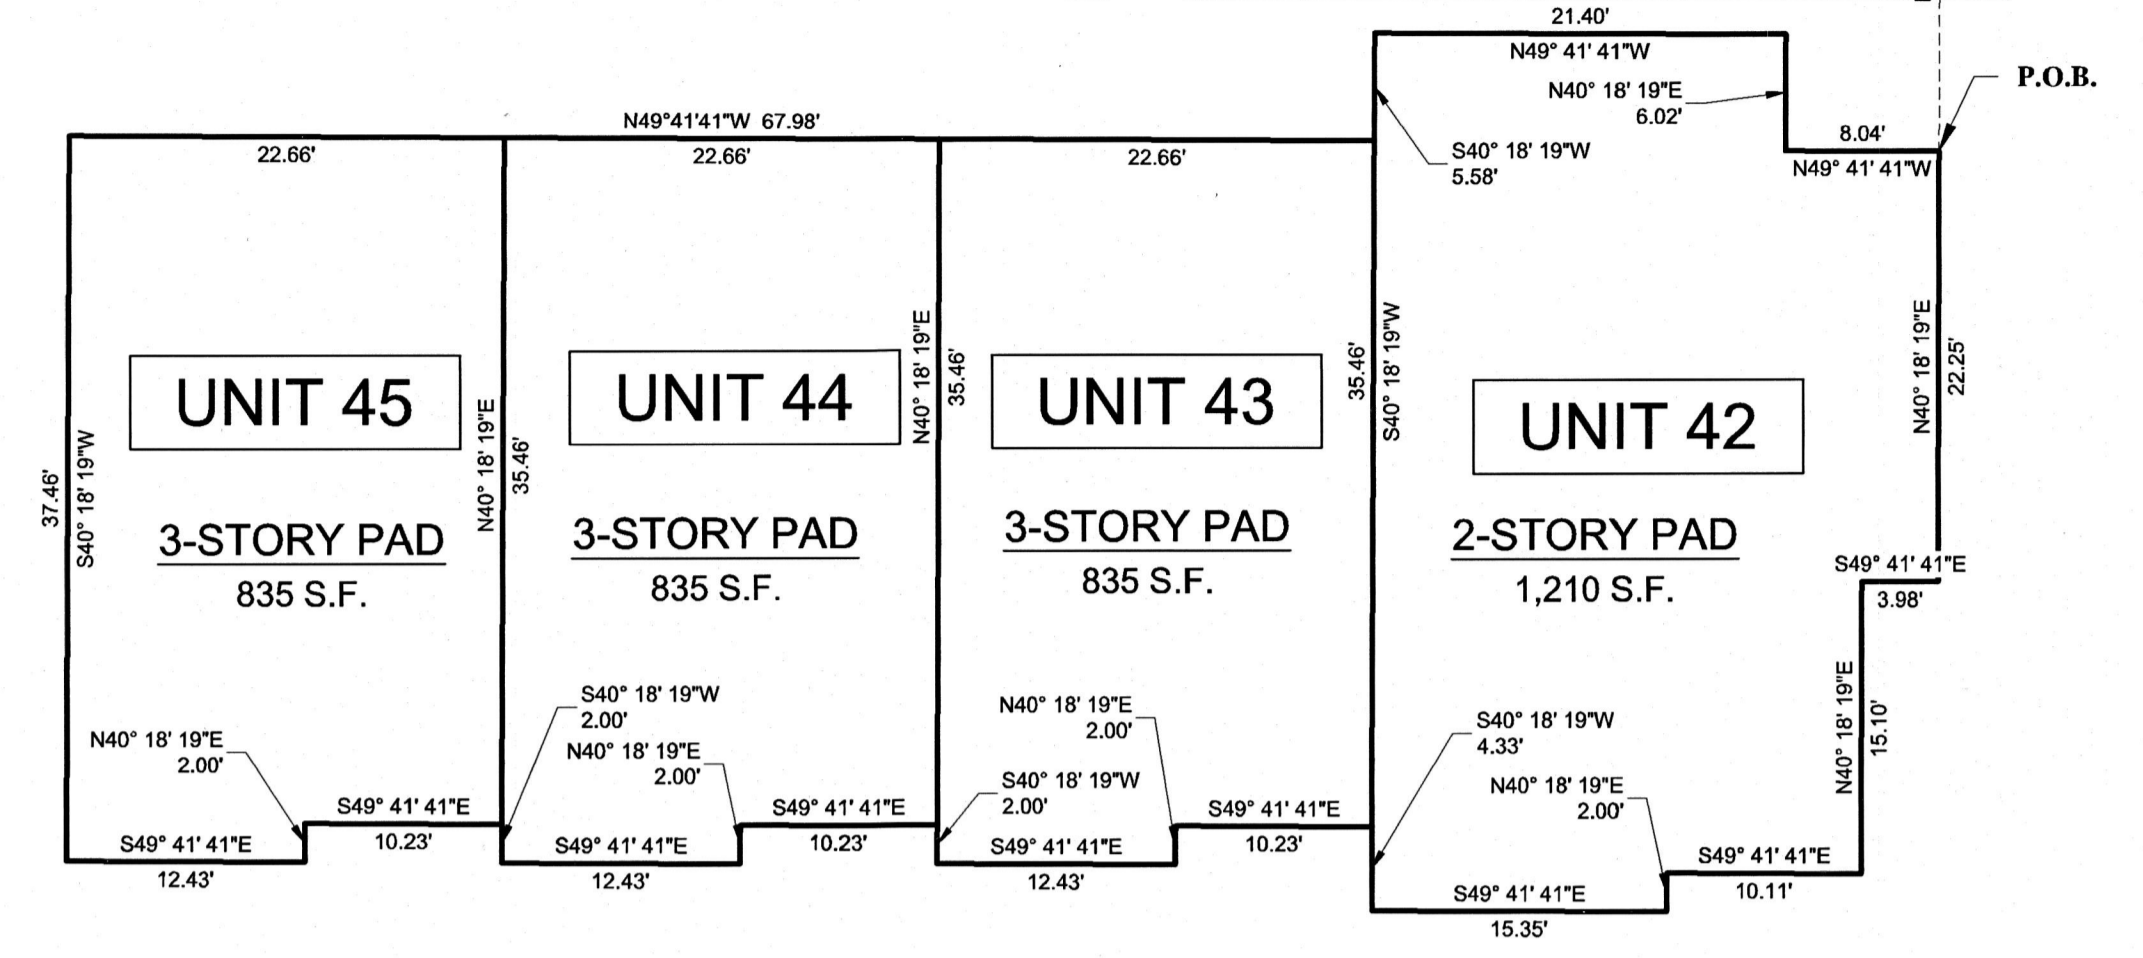 21.40'
N49° 41' 41"W
N40° 18' 19"E
6.02'
P.O.B.
8.04'
N49° 41' 41"W
S40° 18' 19"W
5.58'
N49°41'41"W 67.98'
22.66'
22.66'
22.66'
37.46'
S40° 18' 19"W
UNIT 45
3-STORY PAD
835 S.F.
N40° 18' 19"E
35.46'
UNIT 44
3-STORY PAD
835 S.F.
N40° 18' 19"E
35.46'
UNIT 43
3-STORY PAD
835 S.F.
35.46'
S40° 18' 19"W
UNIT 42
2-STORY PAD
1,210 S.F.
N40° 18' 19"E
22.25'
S49° 41' 41"E
3.98'
N40° 18' 19"E
15.10'
N40° 18' 19"E
2.00'
S49° 41' 41"E
12.43'
S49° 41' 41"E
10.23'
S40° 18' 19"W
2.00'
N40° 18' 19"E
2.00'
S49° 41' 41"E
12.43'
S49° 41' 41"E
10.23'
N40° 18' 19"E
2.00'
S40° 18' 19"W
2.00'
S49° 41' 41"E
12.43'
S49° 41' 41"E
10.23'
S40° 18' 19"W
4.33'
N40° 18' 19"E
2.00'
S49° 41' 41"E
15.35'
S49° 41' 41"E
10.11'